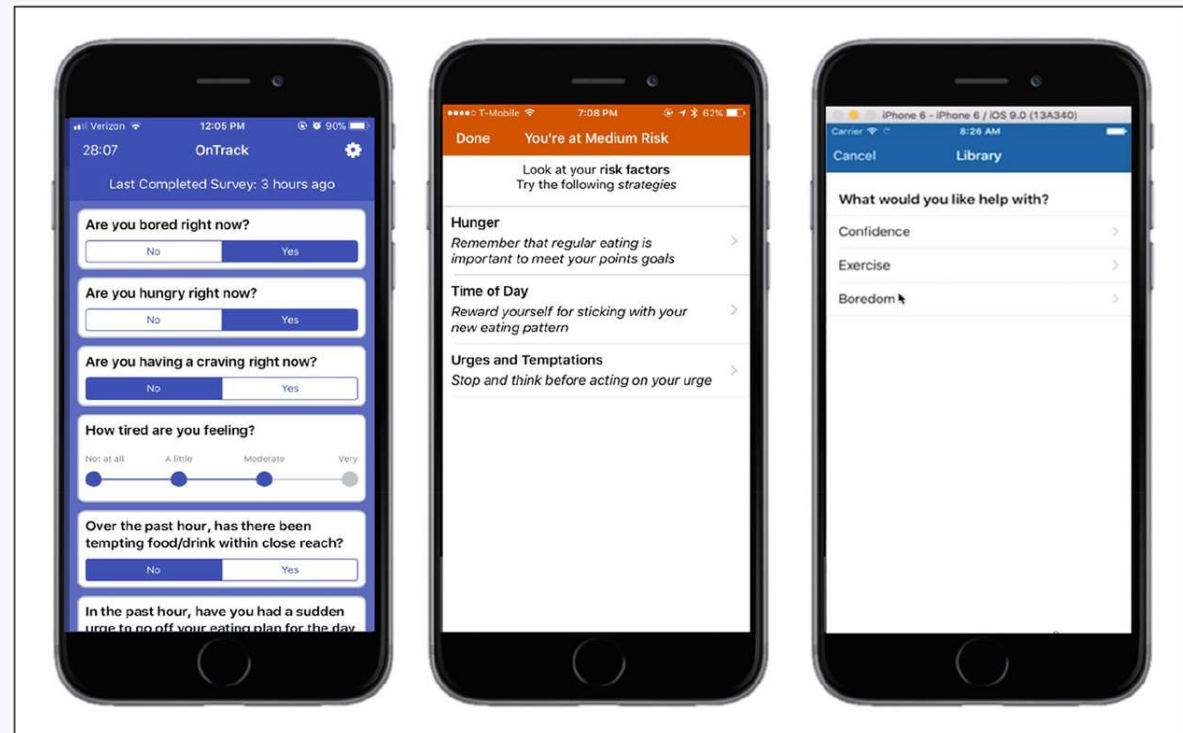 Verizon 12:05 PM 90%
28:07 OnTrack
Last Completed Survey: 3 hours ago
Are you bored right now?
No Yes
Are you hungry right now?
No Yes
Are you having a craving right now?
No Yes
How tired are you feeling?
Not at all A little Moderate Very
Over the past hour, has there been
tempting food/drink within close reach?
No Yes
In the past hour, have you had a sudden
urge to go off your eating plan for the day
T-Mobile 7:08 PM 62%
Done You're at Medium Risk
Look at your risk factors
Try the following strategies
Hunger
Remember that regular eating is
important to meet your points goals
Time of Day
Reward yourself for sticking with your
new eating pattern
Urges and Temptations
Stop and think before acting on your urge
iPhone 6 - iPhone 6 / iOS 9.0 (13A340)
Carrier 8:26 AM
Cancel Library
What would you like help with?
Confidence
Exercise
Boredom